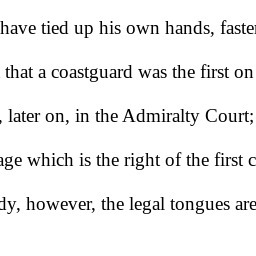 have tied up his own hands, faster
that a coastguard was the first on
, later on, in the Admiralty Court;
age which is the right of the first c
dy, however, the legal tongues are